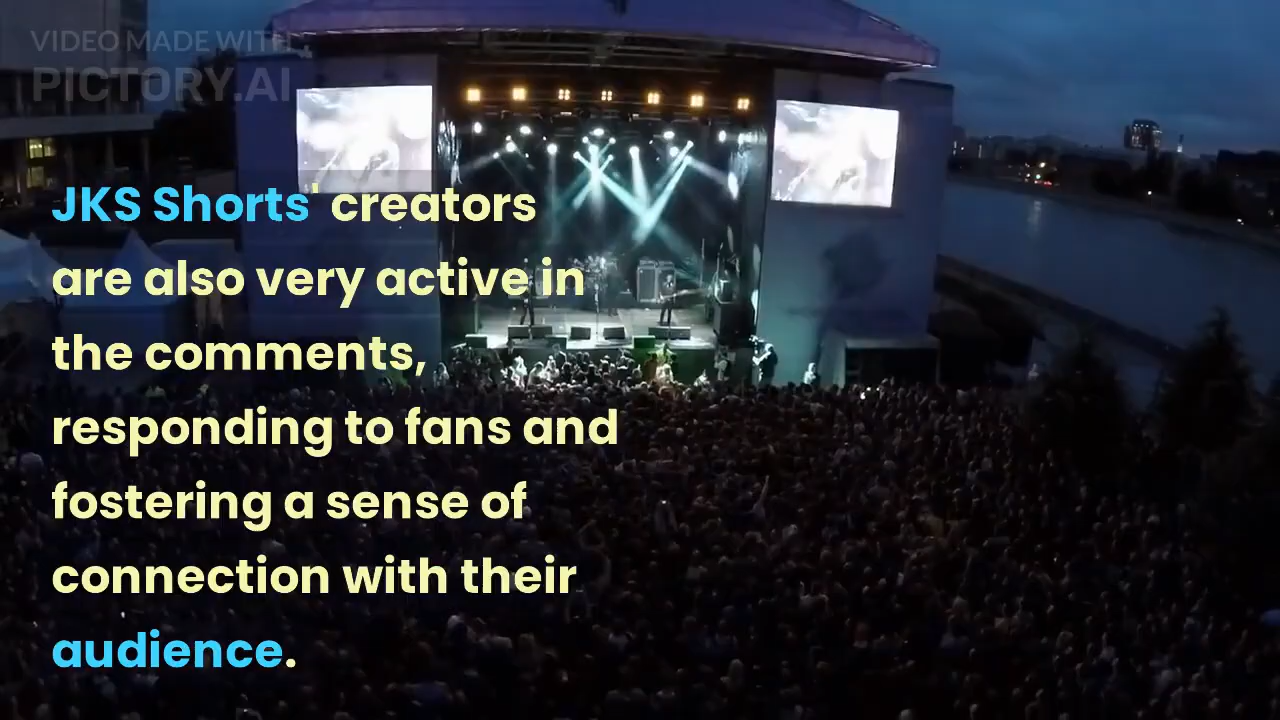 VIDEO MADE WITH
PICTORY.AI
JKS Shorts' creators
are also very active in
the comments,
responding to fans and
fostering a sense of
connection with their
audience.